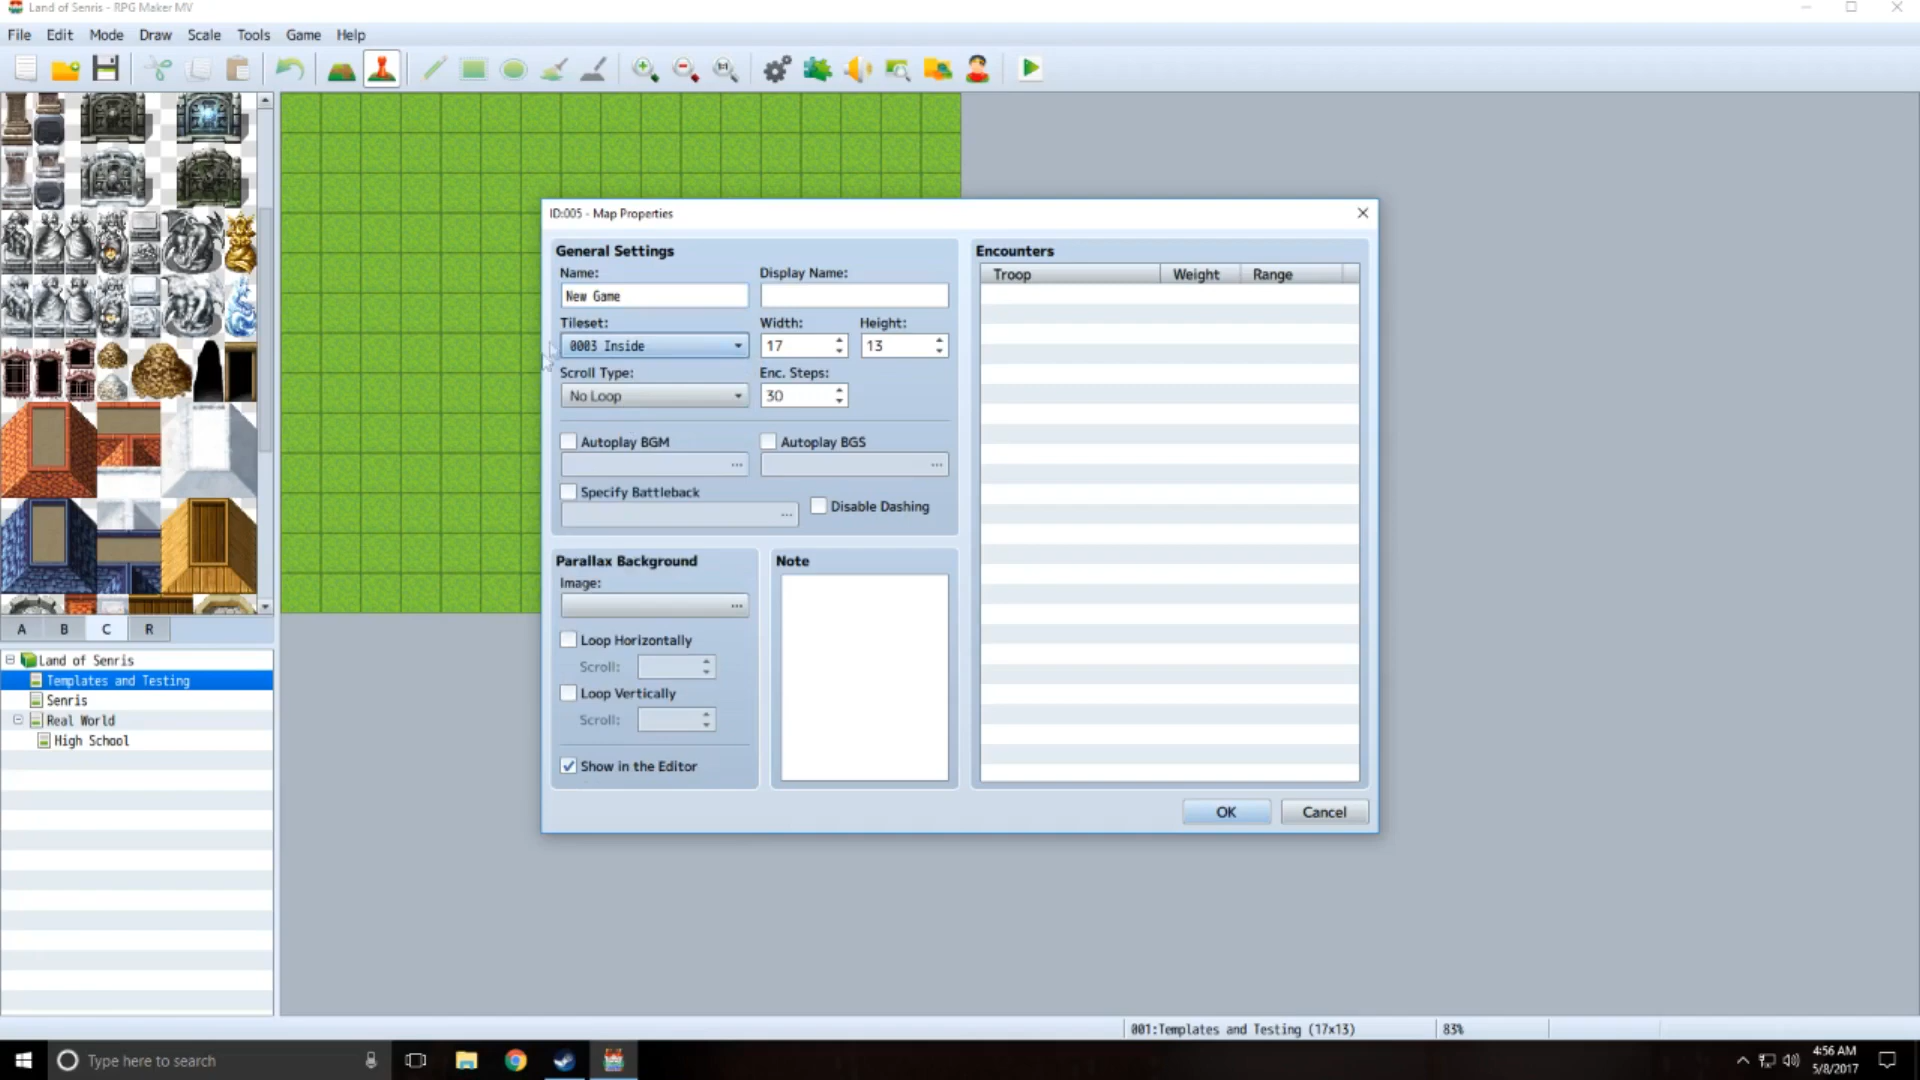 Land of Senris - RPG Maker MV
File Edit Mode Draw Scale Tools Game Help
1:1
ID:005 - Map Properties
General Settings
Name: Display Name:
New Game
Tileset: Width: Height:
0003 Inside 17 13
Scroll Type: Enc. Steps:
No Loop 30
Autoplay BGM Autoplay BGS
... ...
Specify Battleback
Disable Dashing
...
Parallax Background
Image:
...
Loop Horizontally
Scroll:
Loop Vertically
Scroll:
Show in the Editor
Note
Encounters
Troop Weight Range
OK Cancel
A B C R
Land of Senris
Templates and Testing
Senris
Real World
High School
001:Templates and Testing (17x13) 83%
Type here to search
4:56 AM
5/8/2017